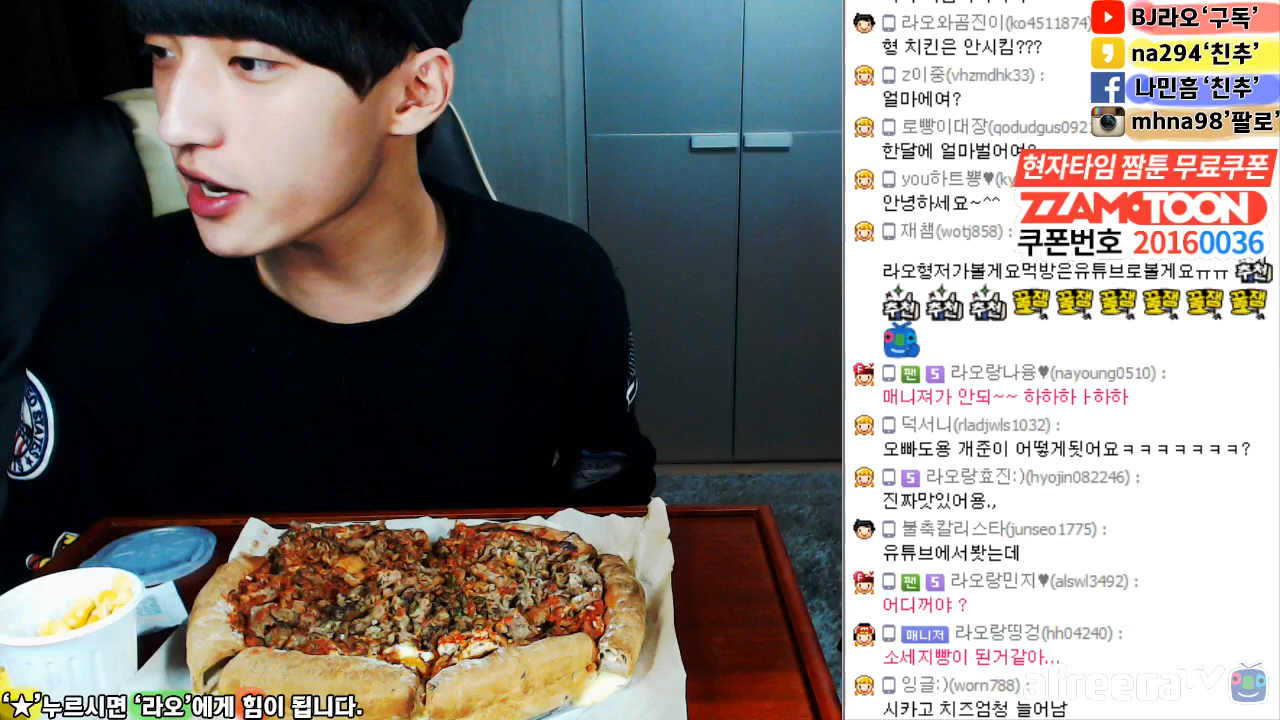 라오와곰진이(ko4511874)
형 치킨은 안시킴???
z이중(vhzmdhk33) :
얼마에여?
로빵이대장(qodudgus092
한달에 얼마벌어여?
you하트뿅♥(ky
안녕하세요~^^
재챔(wotj858) :
라오형저가볼게요먹방은유튜브로볼게요ㅠㅠ 추천
추천 추천 추천 꿀잼 꿀잼 꿀잼 꿀잼 꿀잼 꿀잼
팬 S 라오랑나융♥(nayoung0510) :
매니져가 안되~~ 하하하ㅏ하하
덕서니(rladjwls1032) :
오빠도용 개준이 어떻게됫어요ㅋㅋㅋㅋㅋㅋㅋ?
S 라오랑효진:)(hyojin082246) :
진짜맛있어용.,
불축칼리스타(junseo1775) :
유튜브에서봣는데
팬 S 라오랑민지♥(alswl3492) :
어디꺼야 ?
매니저 라오랑띵겅(hh04240) :
소세지빵이 된거같아...
잉글:)(worn788) :
시카고 치즈엄청 늘어남
BJ라오‘구독’
na294‘친추’
나민흠‘친추’
mhna98’팔로’
현자타임 짬툰 무료쿠폰
ZZAM·TOON
쿠폰번호 20160036
afreecaTV
‘★’누르시면 ‘라오’에게 힘이 됩니다.